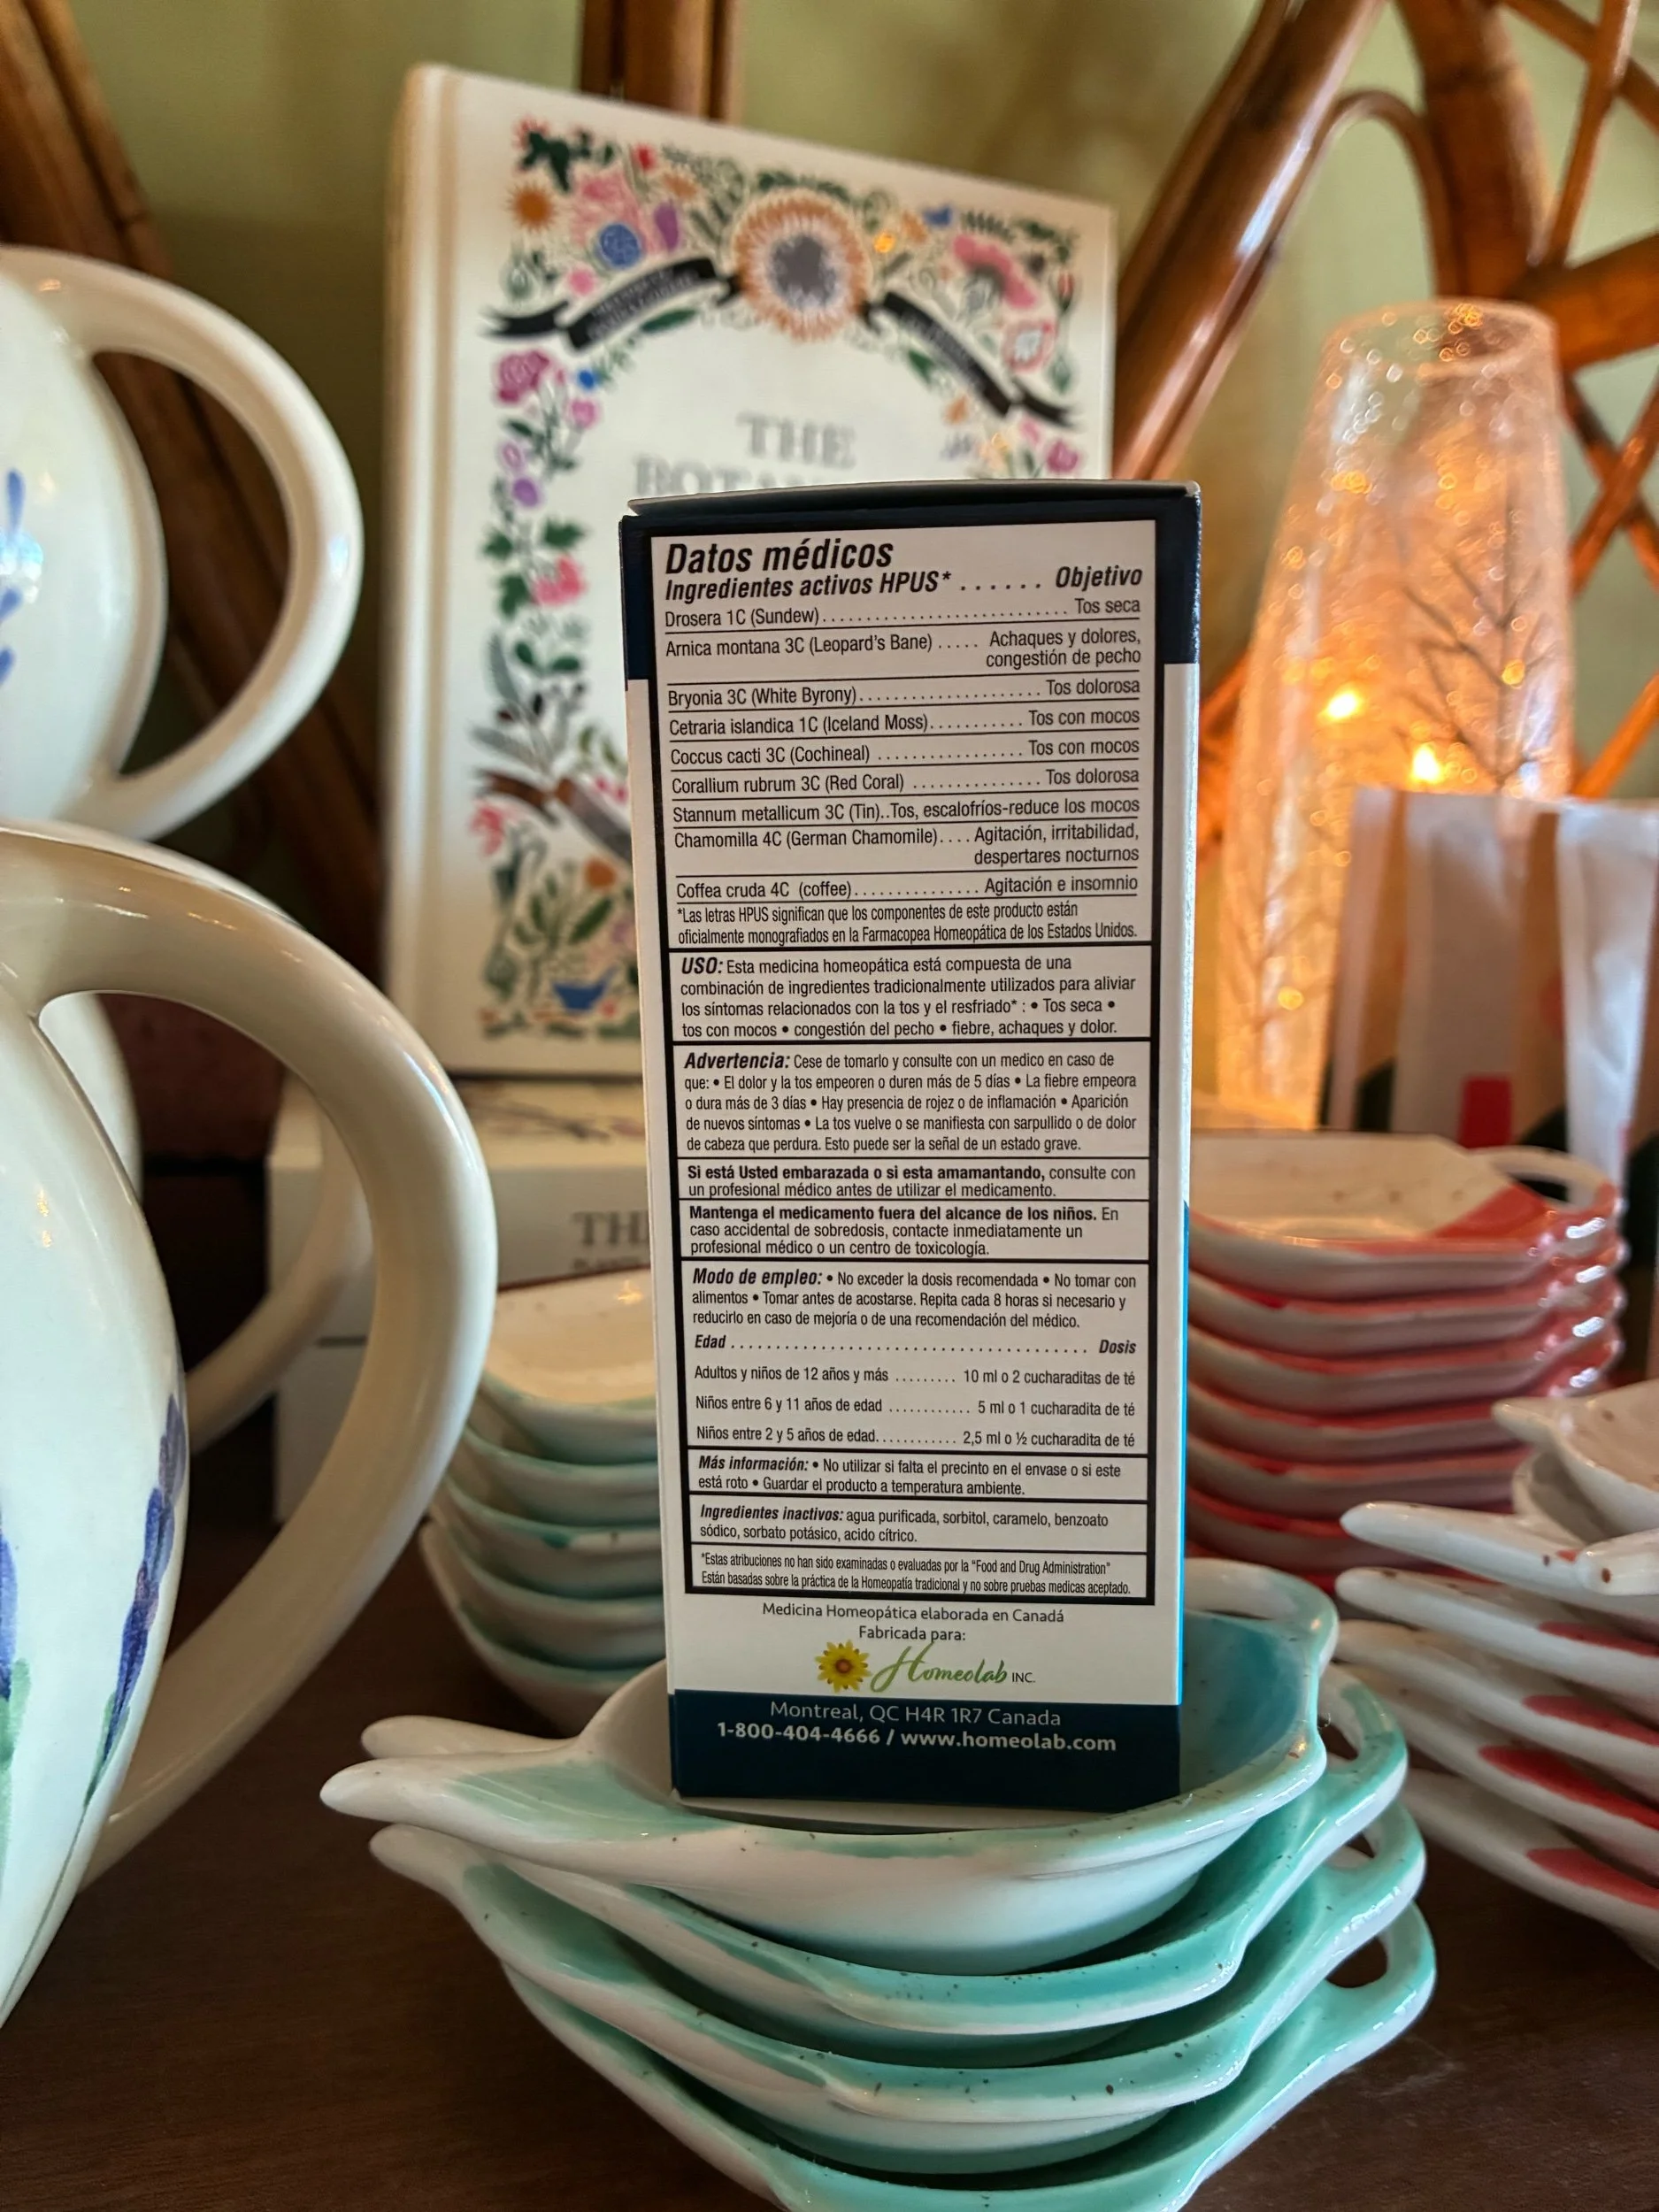 THE
Datos médicos
Ingredientes activos HPUS* . . . . . . Objetivo
Drosera 1C (Sundew) . . . . . . . . . . . . . . . . . . . . . . . . . Tos seca
Arnica montana 3C (Leopard's Bane) . . . . . Achaques y dolores,
congestión de pecho
Bryonia 3C (White Byrony) . . . . . . . . . . . . . . . . . . . . Tos dolorosa
Cetraria islandica 1C (Iceland Moss) . . . . . . . . . . . Tos con mocos
Coccus cacti 3C (Cochineal) . . . . . . . . . . . . . . . . . Tos con mocos
Corallium rubrum 3C (Red Coral) . . . . . . . . . . . . . . Tos dolorosa
Stannum metallicum 3C (Tin)..Tos, escalofríos-reduce los mocos
Chamomilla 4C (German Chamomile). . . . Agitación, irritabilidad,
despertares nocturnos
Coffea cruda 4C (coffee) . . . . . . . . . . . . . . . Agitación e insomnio
*Las letras HPUS significan que los componentes de este producto están
oficialmente monografiados en la Farmacopea Homeopática de los Estados Unidos.
USO: Esta medicina homeopática está compuesta de una
combinación de ingredientes tradicionalmente utilizados para aliviar
los síntomas relacionados con la tos y el resfriado* : • Tos seca •
tos con mocos • congestión del pecho • fiebre, achaques y dolor.
Advertencia: Cese de tomarlo y consulte con un medico en caso de
que: • El dolor y la tos empeoren o duren más de 5 días • La fiebre empeora
o dura más de 3 días • Hay presencia de rojez o de inflamación • Aparición
de nuevos síntomas • La tos vuelve o se manifiesta con sarpullido o de dolor
de cabeza que perdura. Esto puede ser la señal de un estado grave.
Si está Usted embarazada o si esta amamantando, consulte con
un profesional médico antes de utilizar el medicamento.
Mantenga el medicamento fuera del alcance de los niños. En
caso accidental de sobredosis, contacte inmediatamente un
profesional médico o un centro de toxicología.
Modo de empleo: • No exceder la dosis recomendada • No tomar con
alimentos • Tomar antes de acostarse. Repita cada 8 horas si necesario y
reducirlo en caso de mejoría o de una recomendación del médico.
Edad . . . . . . . . . . . . . . . . . . . . . . . . . . . . . . . . . . . . . Dosis
Adultos y niños de 12 años y más . . . . . . . . . 10 ml o 2 cucharaditas de té
Niños entre 6 y 11 años de edad . . . . . . . . . . . . 5 ml o 1 cucharadita de té
Niños entre 2 y 5 años de edad. . . . . . . . . . . . 2,5 ml o ½ cucharadita de té
Más información: • No utilizar si falta el precinto en el envase o si este
está roto • Guardar el producto a temperatura ambiente.
Ingredientes inactivos: agua purificada, sorbitol, caramelo, benzoato
sódico, sorbato potásico, acido cítrico.
*Estas atribuciones no han sido examinadas o evaluadas por la "Food and Drug Administration"
Están basadas sobre la práctica de la Homeopatía tradicional y no sobre pruebas medicas aceptado.
Medicina Homeopática elaborada en Canadá
Fabricada para:
Homeolab INC.
Montreal, QC H4R 1R7 Canada
1-800-404-4666 / www.homeolab.com